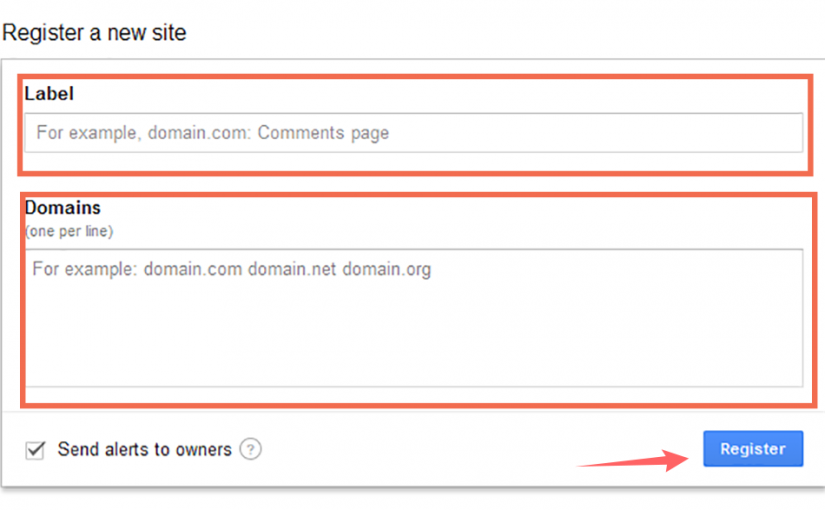 Register a new site
Label
For example, domain.com: Comments page
Domains
(one per line)
For example: domain.com domain.net domain.org
Send alerts to owners ?
Register